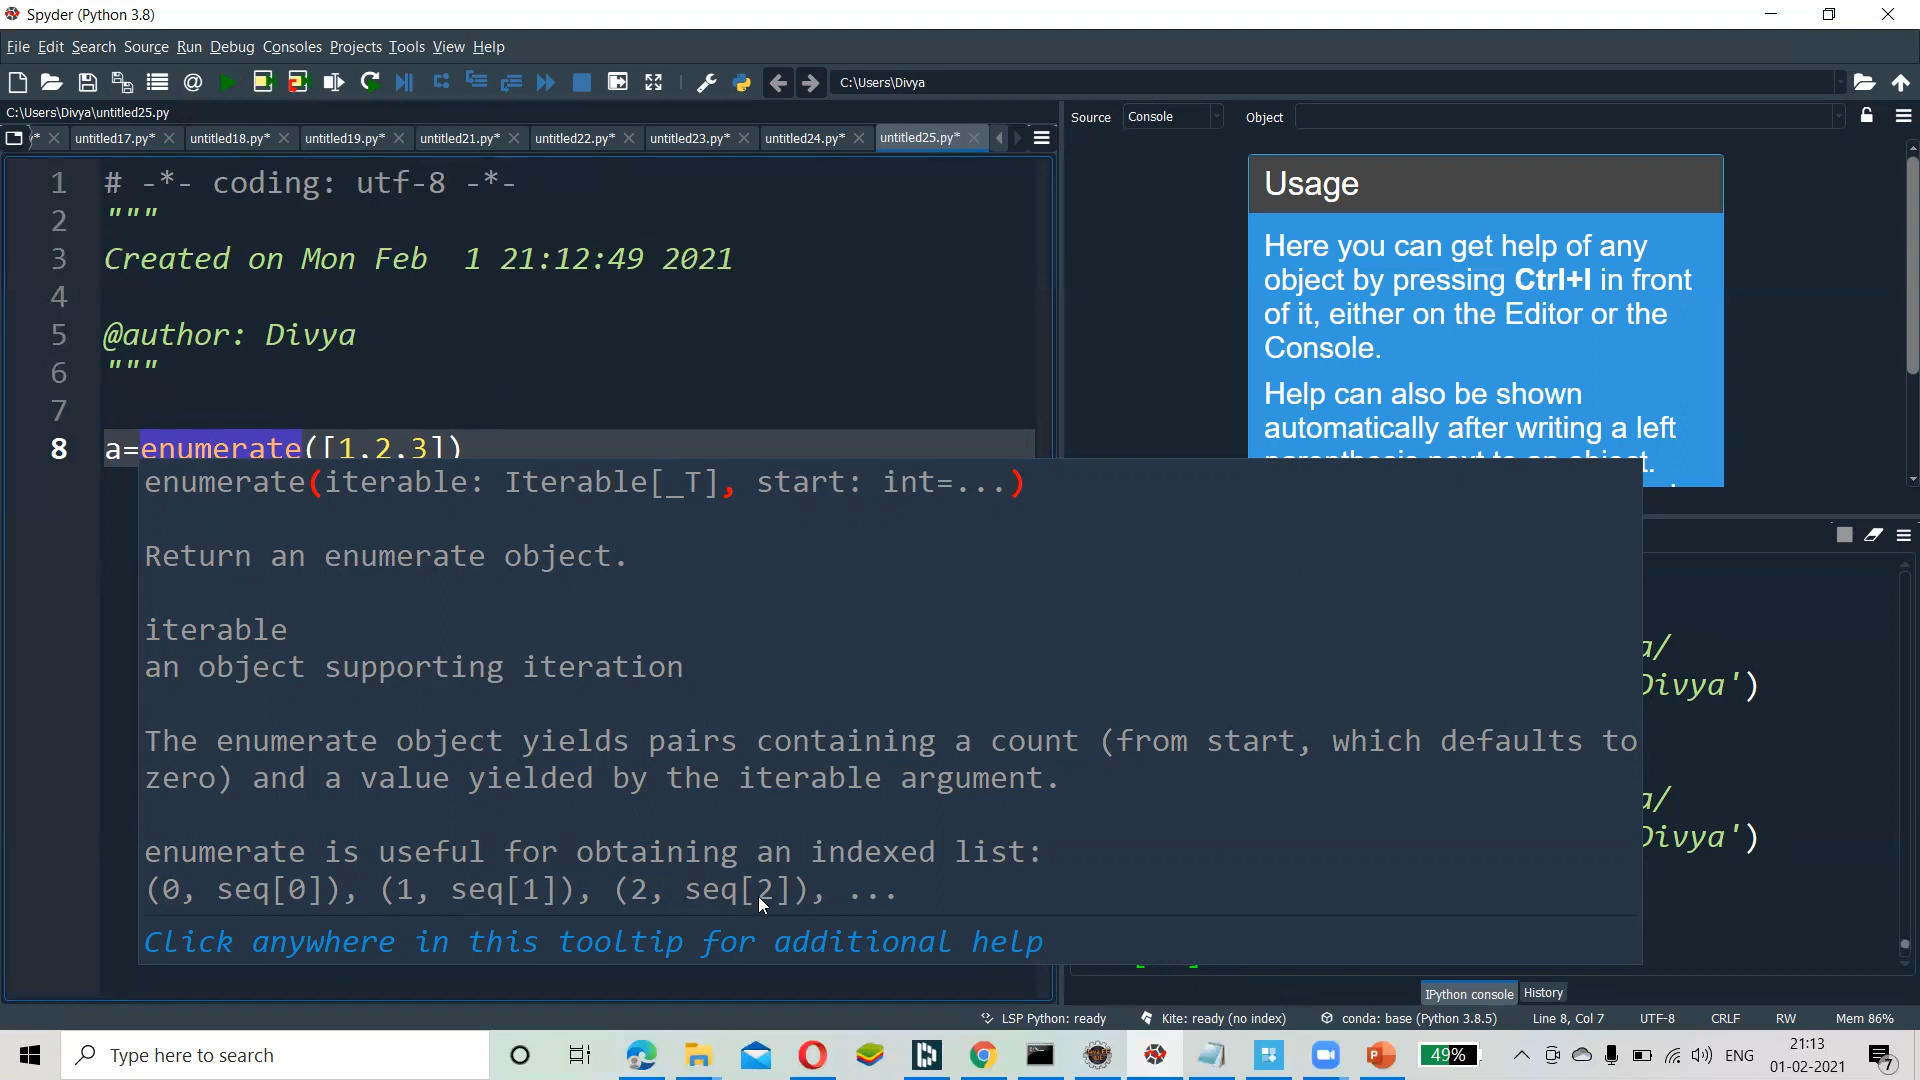 Spyder (Python 3.8)
File Edit Search Source Run Debug Consoles Projects Tools View Help
C:\Users\Divya
C:\Users\Divya\untitled25.py
Source Console Object
untitled17.py* untitled18.py* untitled19.py* untitled21.py* untitled22.py* untitled23.py* untitled24.py* untitled25.py*
1 # -*- coding: utf-8 -*-
2 """
3 Created on Mon Feb  1 21:12:49 2021
4
5 @author: Divya
6 """
7
8 a=enumerate([1,2,3])
enumerate(iterable: Iterable[_T], start: int=...)
Return an enumerate object.
iterable
an object supporting iteration
The enumerate object yields pairs containing a count (from start, which defaults to
zero) and a value yielded by the iterable argument.
enumerate is useful for obtaining an indexed list:
(0, seq[0]), (1, seq[1]), (2, seq[2]), ...
Click anywhere in this tooltip for additional help
Usage
Here you can get help of any
object by pressing Ctrl+I in front
of it, either on the Editor or the
Console.
Help can also be shown
automatically after writing a left
parenthesis next to an object.
a/
Divya')
a/
Divya')
IPython console History
LSP Python: ready Kite: ready (no index) conda: base (Python 3.8.5) Line 8, Col 7 UTF-8 CRLF RW Mem 86%
Type here to search
49%
ENG
21:13
01-02-2021
7